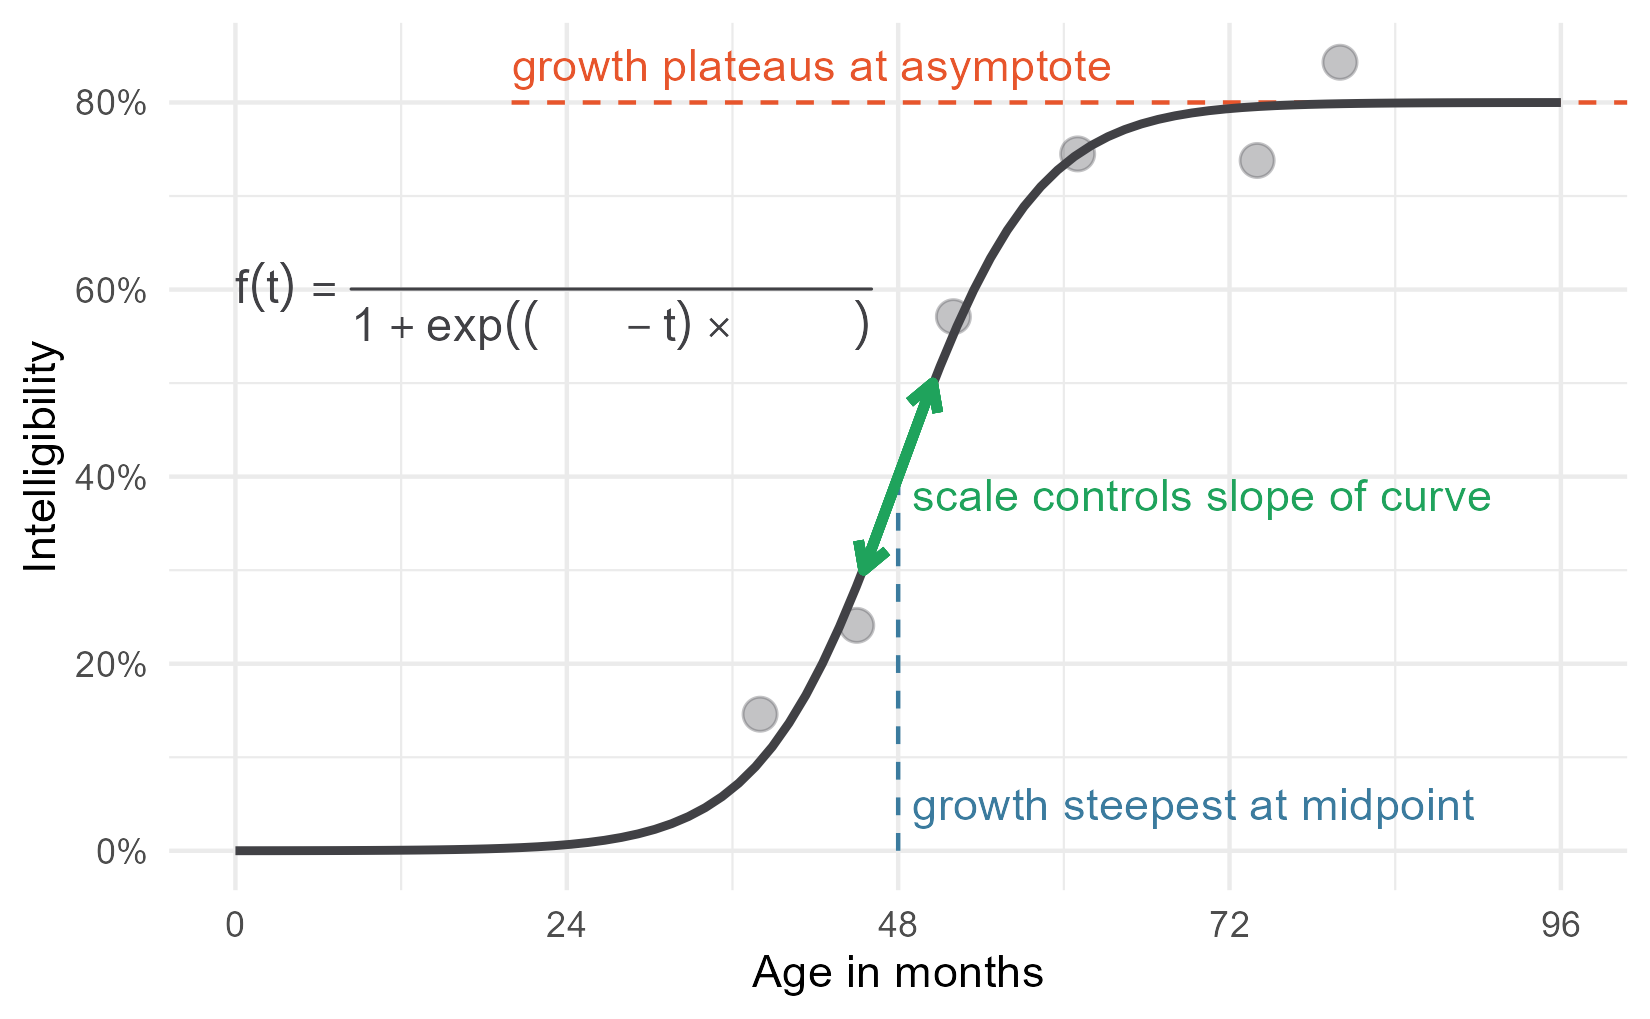 growth plateaus at asymptote
80%
60%
40%
20%
0%
f(t) =
1 + exp((      − t) ×      )
scale controls slope of curve
growth steepest at midpoint
Intelligibility
0 24 48 72 96
Age in months